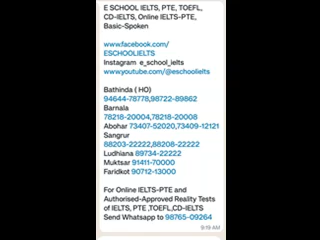 E SCHOOL IELTS, PTE, TOEFL,
CD-IELTS, Online IELTS-PTE,
Basic-Spoken
www.facebook.com/
ESCHOOLIELTS
Instagram e_school_ielts
www.youtube.com/@eschoolielts
Bathinda ( HO)
94644-78778,98722-89862
Barnala
78218-20004,78218-20008
Abohar 73407-52020,73409-12121
Sangrur
88203-22222,88208-22222
Ludhiana 89734-22222
Muktsar 91411-70000
Faridkot 90712-13000
For Online IELTS-PTE and
Authorised-Approved Reality Tests
of IELTS, PTE ,TOEFL,CD-IELTS
Send Whatsapp to 98765-09264
9:19 AM